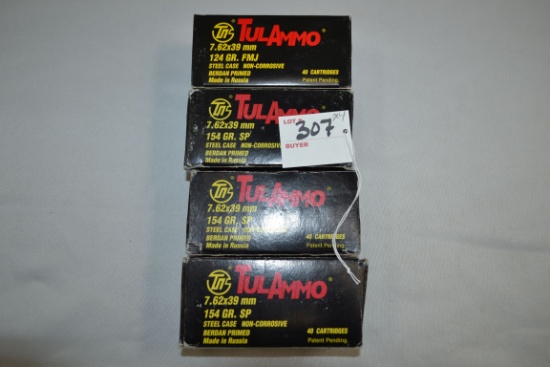 TulAmmo
7.62x39 mm
124 GR. FMJ
STEEL CASE NON-CORROSIVE
BERDAN PRIMED
Made in Russia
40 CARTRIDGES
Patent Pending.
TulAmmo
7.62x39 mm
154 GR. SP
STEEL CASE NON-CORROSIVE
BERDAN PRIMED
Made in Russia
LOT
307
X4
BUYER
TulAmmo
7.62x39 mm
154 GR. SP
STEEL CASE NON-CORROSIVE
BERDAN PRIMED
Made in Russia
40 CARTRIDGES
Patent Pending.
TulAmmo
7.62x39 mm
154 GR. SP
STEEL CASE NON-CORROSIVE
BERDAN PRIMED
Made in Russia
40 CARTRIDGES
Patent Pending.